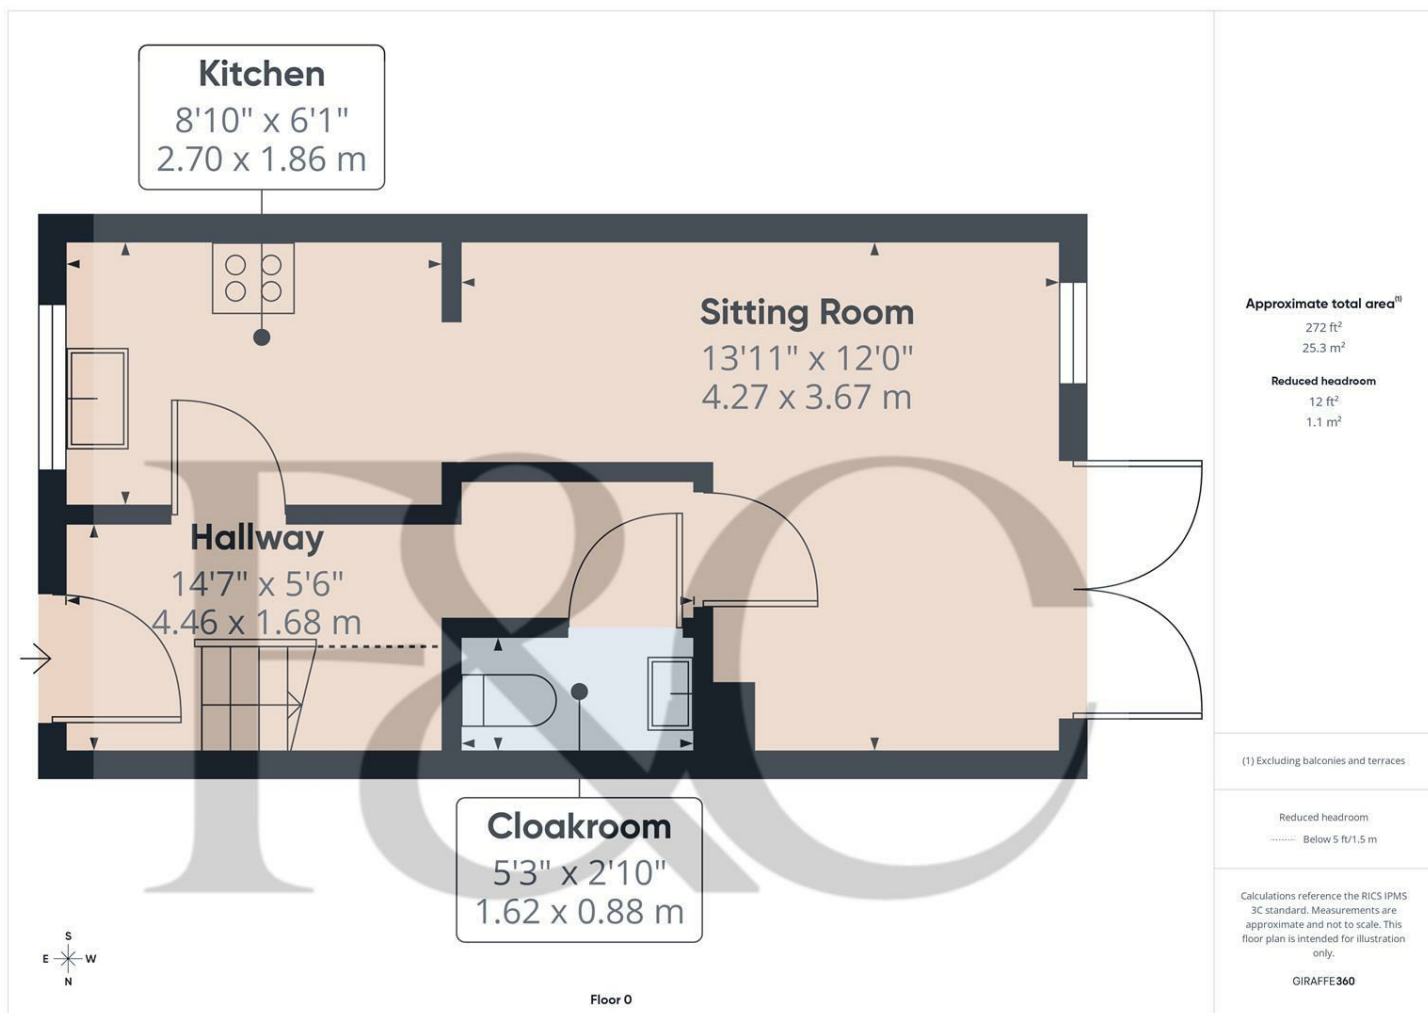 Kitchen
8'10" x 6'1"
2.70 x 1.86 m
Sitting Room
13'11" x 12'0"
4.27 x 3.67 m
Hallway
14'7" x 5'6"
4.46 x 1.68 m
Cloakroom
5'3" x 2'10"
1.62 x 0.88 m
F&C
S
E W
N
Floor 0
Approximate total area(1)
272 ft²
25.3 m²
Reduced headroom
12 ft²
1.1 m²
(1) Excluding balconies and terraces
Reduced headroom
Below 5 ft/1.5 m
Calculations reference the RICS IPMS
3C standard. Measurements are
approximate and not to scale. This
floor plan is intended for illustration
only.
GIRAFFE360